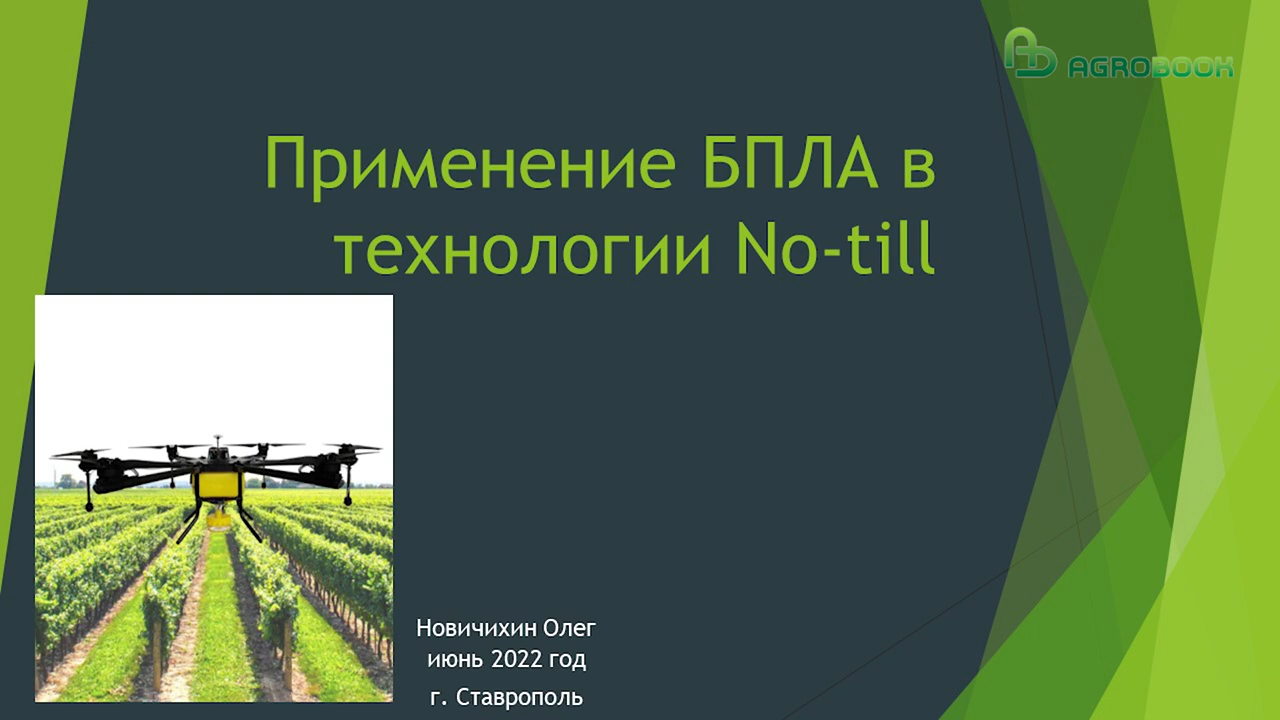 AGROBOOK
Применение БПЛА в
технологии No-till
Новичихин Олег
июнь 2022 год
г. Ставрополь